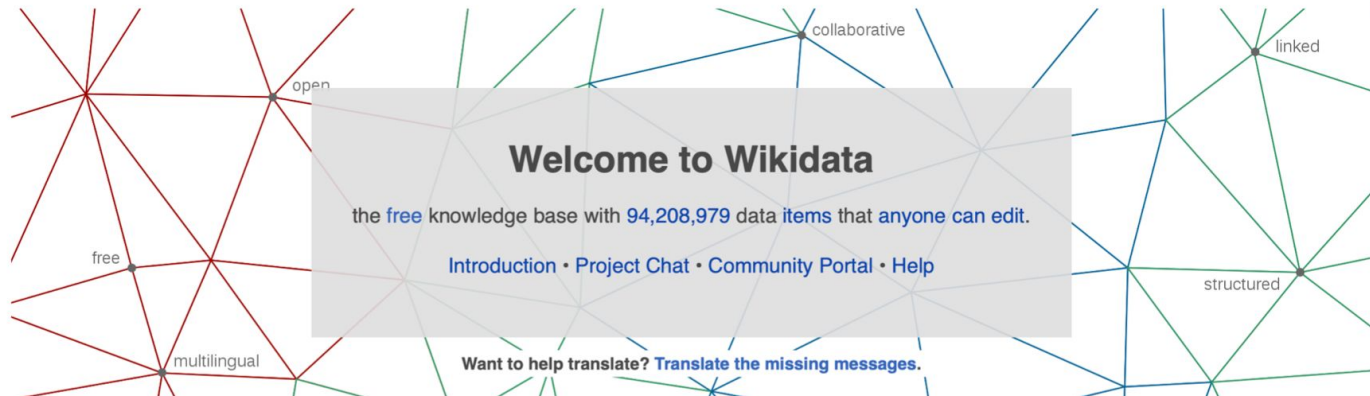 collaborative
linked
open
Welcome to Wikidata
the free knowledge base with 94,208,979 data items that anyone can edit.
free
Introduction • Project Chat • Community Portal • Help
structured
multilingual
Want to help translate? Translate the missing messages.